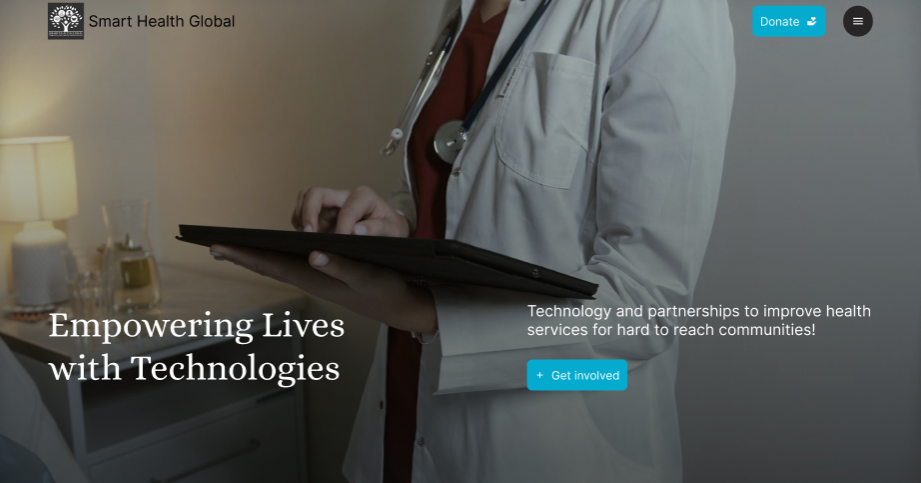 Smart Health Global
Donate
Empowering Lives
with Technologies
Technology and partnerships to improve health
services for hard to reach communities!
+ Get involved